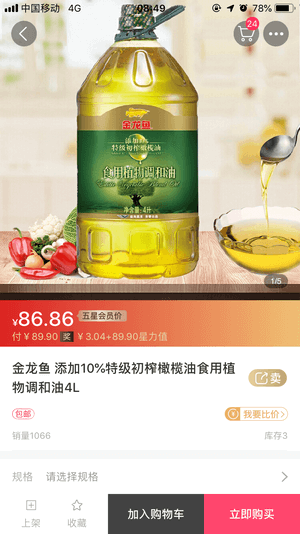 中国移动 4G 08:49 78%
24
金龙鱼
添加10%
特级初榨橄榄油
食用植物调和油
净含量:4升
1/5
¥86.86 五星会员价
付 ¥ 89.90 奖 ¥ 3.04+89.90星力值
金龙鱼 添加10%特级初榨橄榄油食用植
物调和油4L
卖
包邮
我要比价>
销量1066 库存3
规格 请选择规格
上架 收藏 加入购物车 立即购买